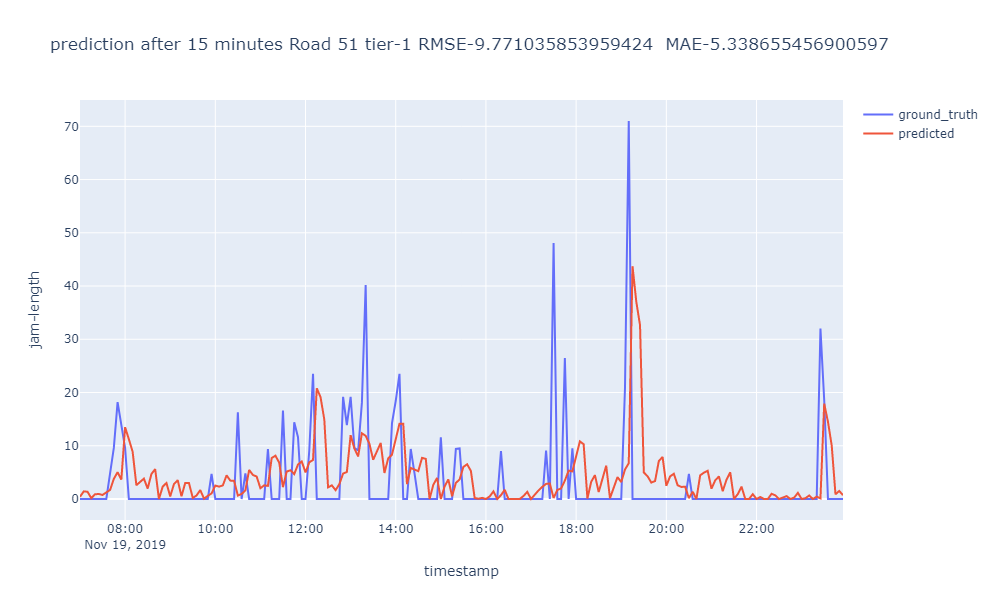 prediction after 15 minutes Road 51 tier-1 RMSE-9.771035853959424  MAE-5.338655456900597
ground_truth
predicted
70
60
50
40
30
20
10
0
jam-length
08:00 10:00 12:00 14:00 16:00 18:00 20:00 22:00
Nov 19, 2019
timestamp